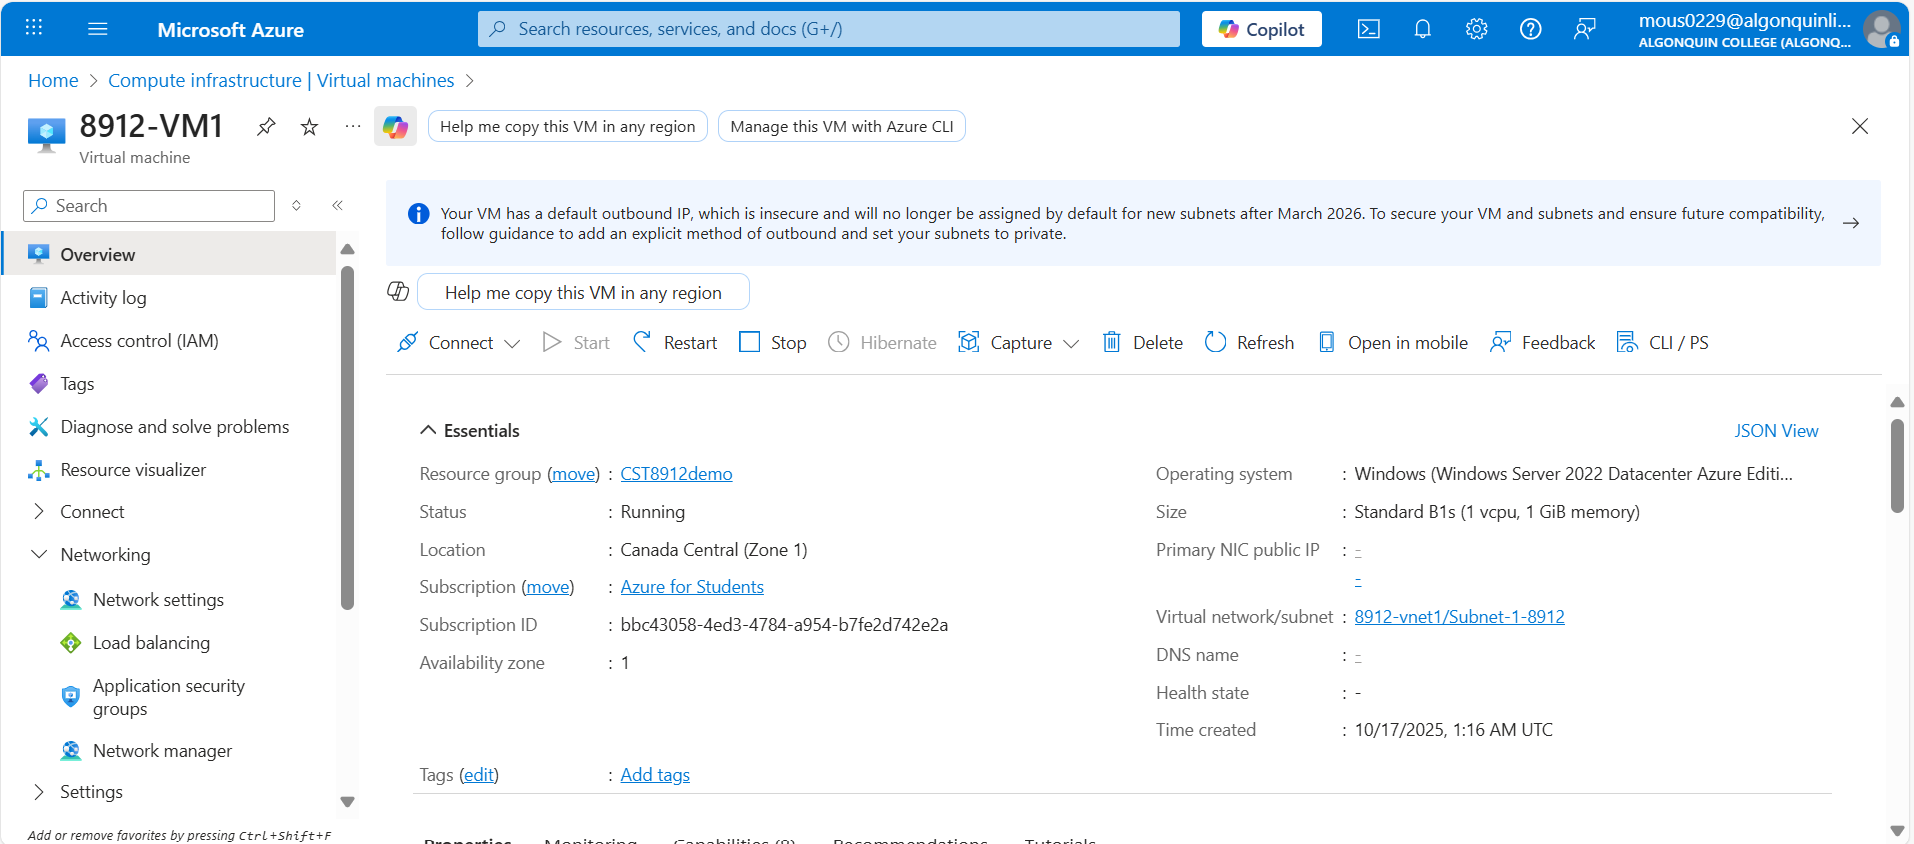 Microsoft Azure
Search resources, services, and docs (G+/)
Copilot
mous0229@algonquinli...
ALGONQUIN COLLEGE (ALGONQ...
Home
Compute infrastructure | Virtual machines
8912-VM1
Virtual machine
Help me copy this VM in any region
Manage this VM with Azure CLI
Search
Overview
Activity log
Access control (IAM)
Tags
Diagnose and solve problems
Resource visualizer
Connect
Networking
Network settings
Load balancing
Application security
groups
Network manager
Settings
Add or remove favorites by pressing Ctrl+Shift+F
Your VM has a default outbound IP, which is insecure and will no longer be assigned by default for new subnets after March 2026. To secure your VM and subnets and ensure future compatibility,
follow guidance to add an explicit method of outbound and set your subnets to private.
Help me copy this VM in any region
Connect
Start
Restart
Stop
Hibernate
Capture
Delete
Refresh
Open in mobile
Feedback
CLI / PS
Essentials
JSON View
Resource group (move) : CST8912demo
Status : Running
Location : Canada Central (Zone 1)
Subscription (move) : Azure for Students
Subscription ID : bbc43058-4ed3-4784-a954-b7fe2d742e2a
Availability zone : 1
Operating system : Windows (Windows Server 2022 Datacenter Azure Editi...
Size : Standard B1s (1 vcpu, 1 GiB memory)
Primary NIC public IP : -
-
Virtual network/subnet : 8912-vnet1/Subnet-1-8912
DNS name : -
Health state : -
Time created : 10/17/2025, 1:16 AM UTC
Tags (edit) : Add tags
Properties
Monitoring
Capabilities (8)
Recommendations
Tutorials